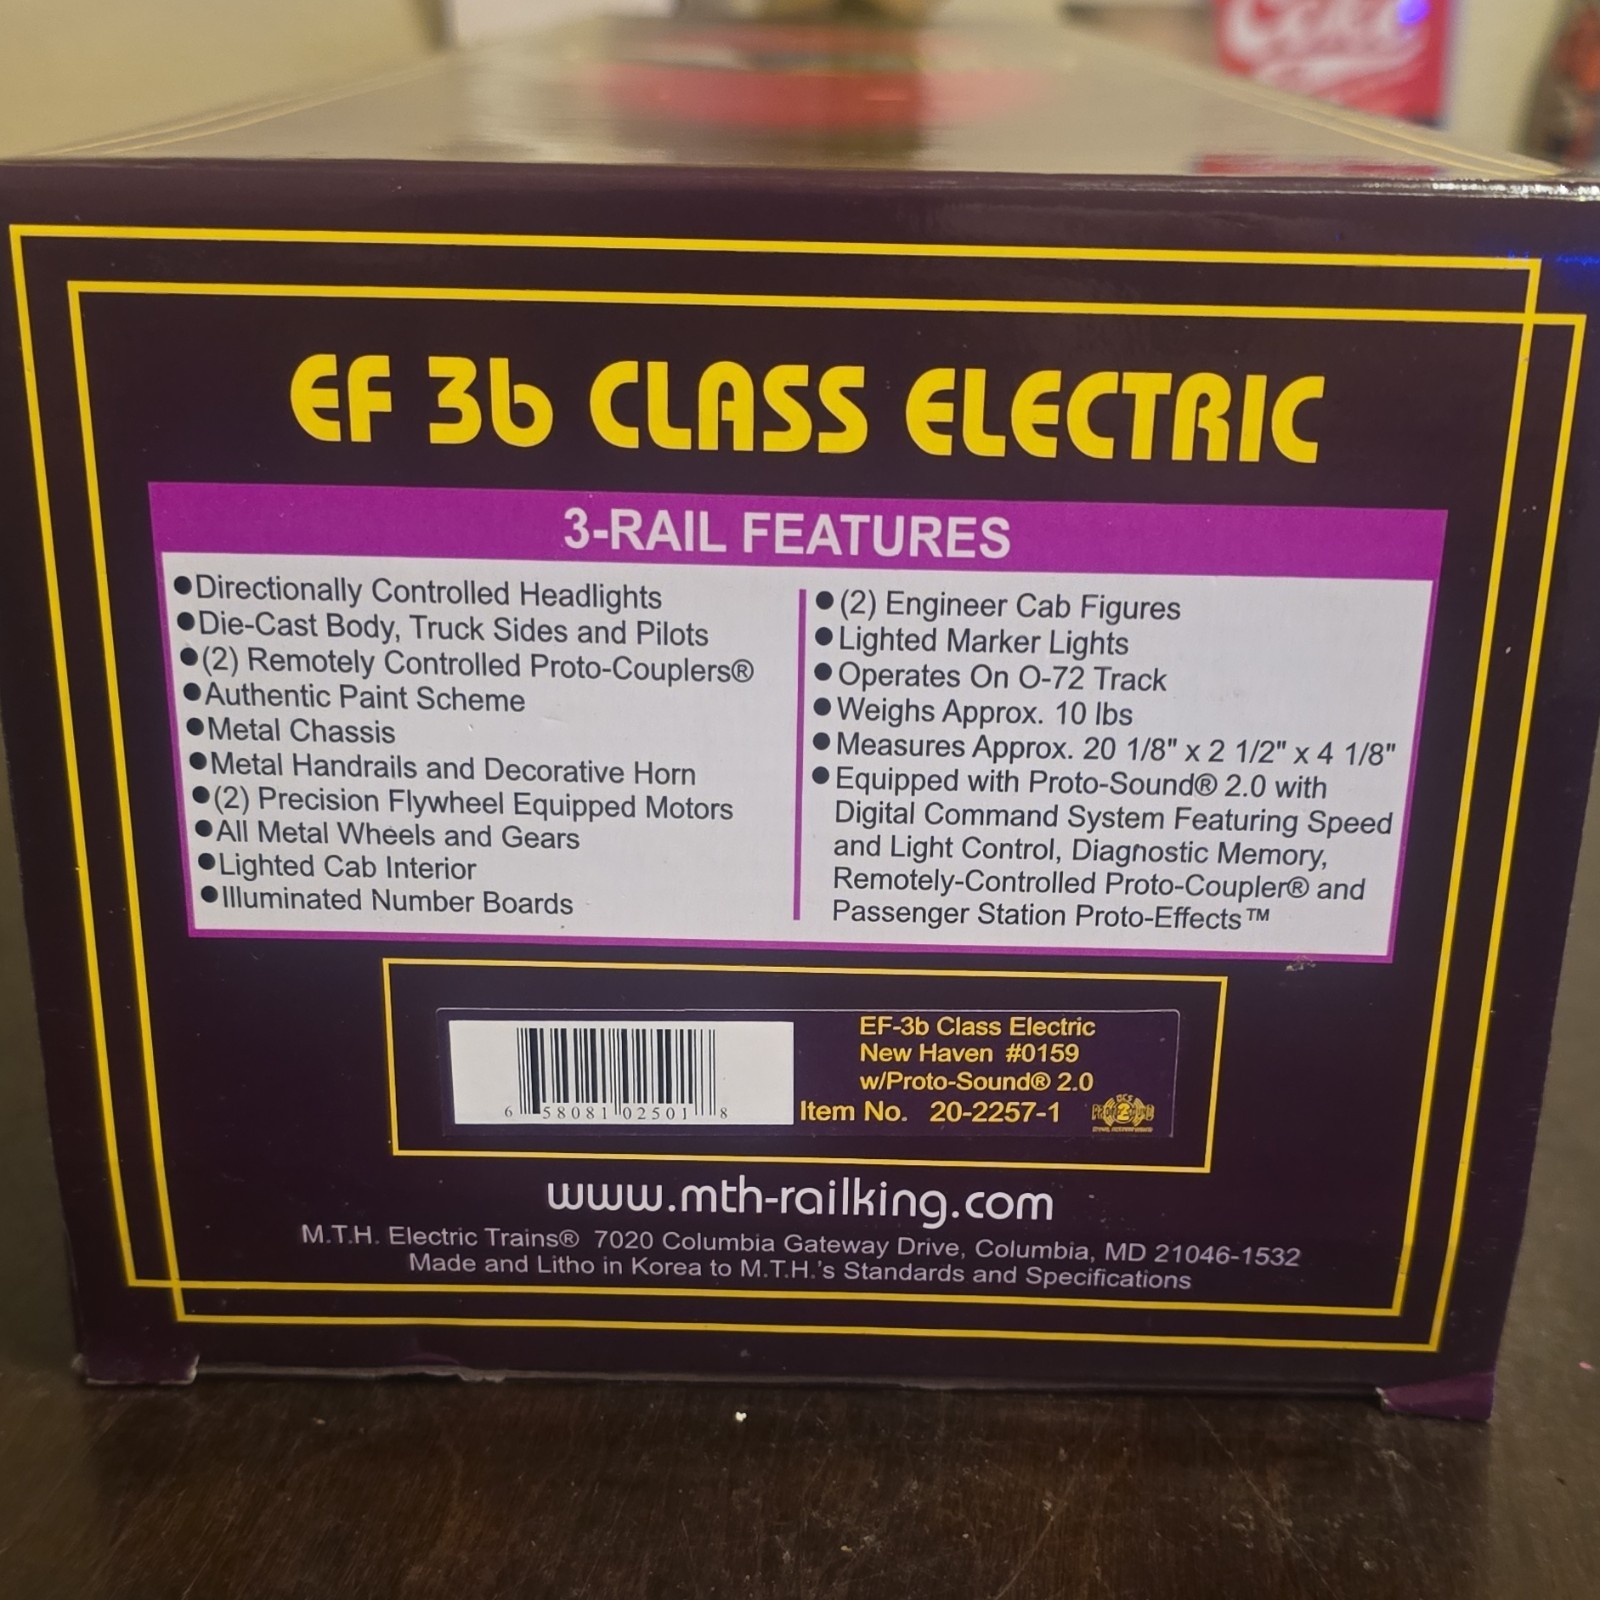 Coke
EF 3b CLASS ELECTRIC
3-RAIL FEATURES
●Directionally Controlled Headlights
●Die-Cast Body, Truck Sides and Pilots
●(2) Remotely Controlled Proto-Couplers®
●Authentic Paint Scheme
●Metal Chassis
●Metal Handrails and Decorative Horn
●(2) Precision Flywheel Equipped Motors
●All Metal Wheels and Gears
●Lighted Cab Interior
●Illuminated Number Boards
●(2) Engineer Cab Figures
●Lighted Marker Lights
●Operates On O-72 Track
●Weighs Approx. 10 lbs
●Measures Approx. 20 1/8" x 2 1/2" x 4 1/8"
●Equipped with Proto-Sound® 2.0 with
Digital Command System Featuring Speed
and Light Control, Diagnostic Memory,
Remotely-Controlled Proto-Coupler® and
Passenger Station Proto-Effects™
6 58081 02501 8
EF-3b Class Electric
New Haven #0159
w/Proto-Sound® 2.0
Item No. 20-2257-1
www.mth-railking.com
M.T.H. Electric Trains® 7020 Columbia Gateway Drive, Columbia, MD 21046-1532
Made and Litho in Korea to M.T.H.'s Standards and Specifications